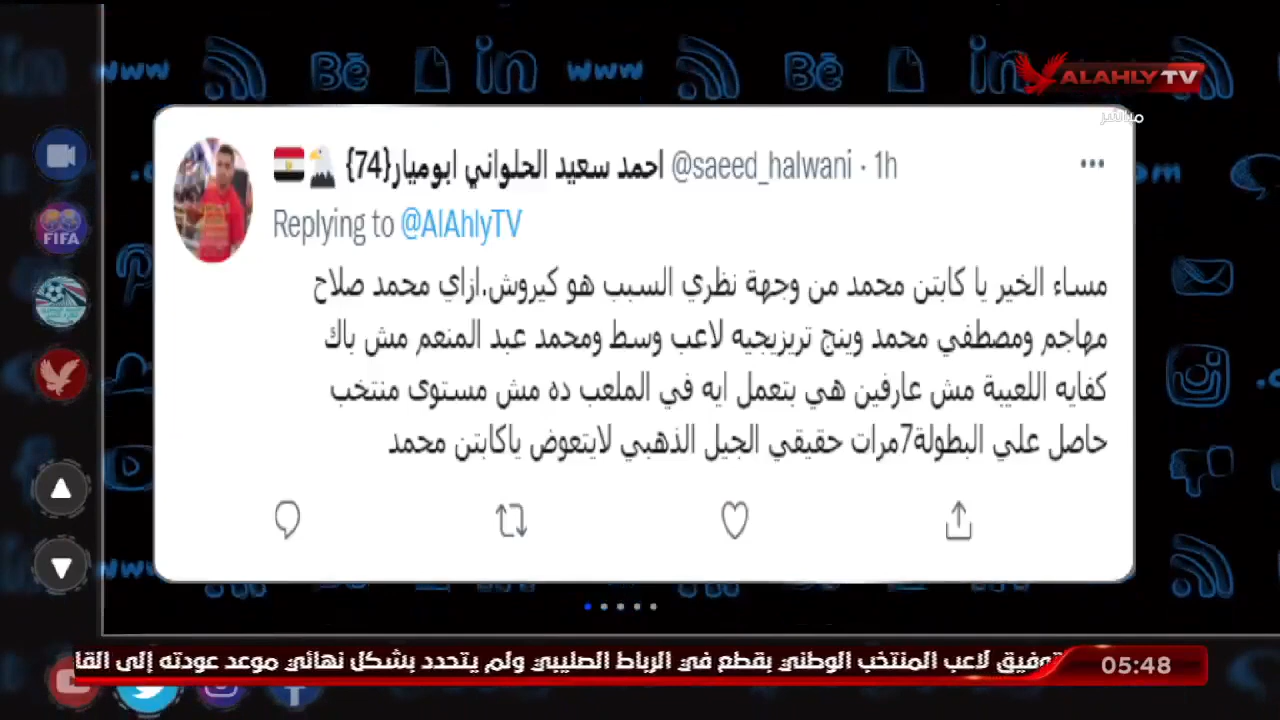 ALAHLY TV
مباشر
احمد سعيد الحلواني ابوميار{74} @saeed_halwani · 1h
Replying to @AlAhlyTV
مساء الخير يا كابتن محمد من وجهة نظري السبب هو كيروش.ازاي محمد صلاح
مهاجم ومصطفي محمد وينج تريزيجيه لاعب وسط ومحمد عبد المنعم مش باك
كفايه اللعيبة مش عارفين هي بتعمل ايه في الملعب ده مش مستوى منتخب
حاصل علي البطولة7مرات حقيقي الجيل الذهبي لايتعوض ياكابتن محمد
FIFA
توفيق لاعب المنتخب الوطني بقطع في الرباط الصليبي ولم يتحدد بشكل نهائي موعد عودته إلى القا
05:48